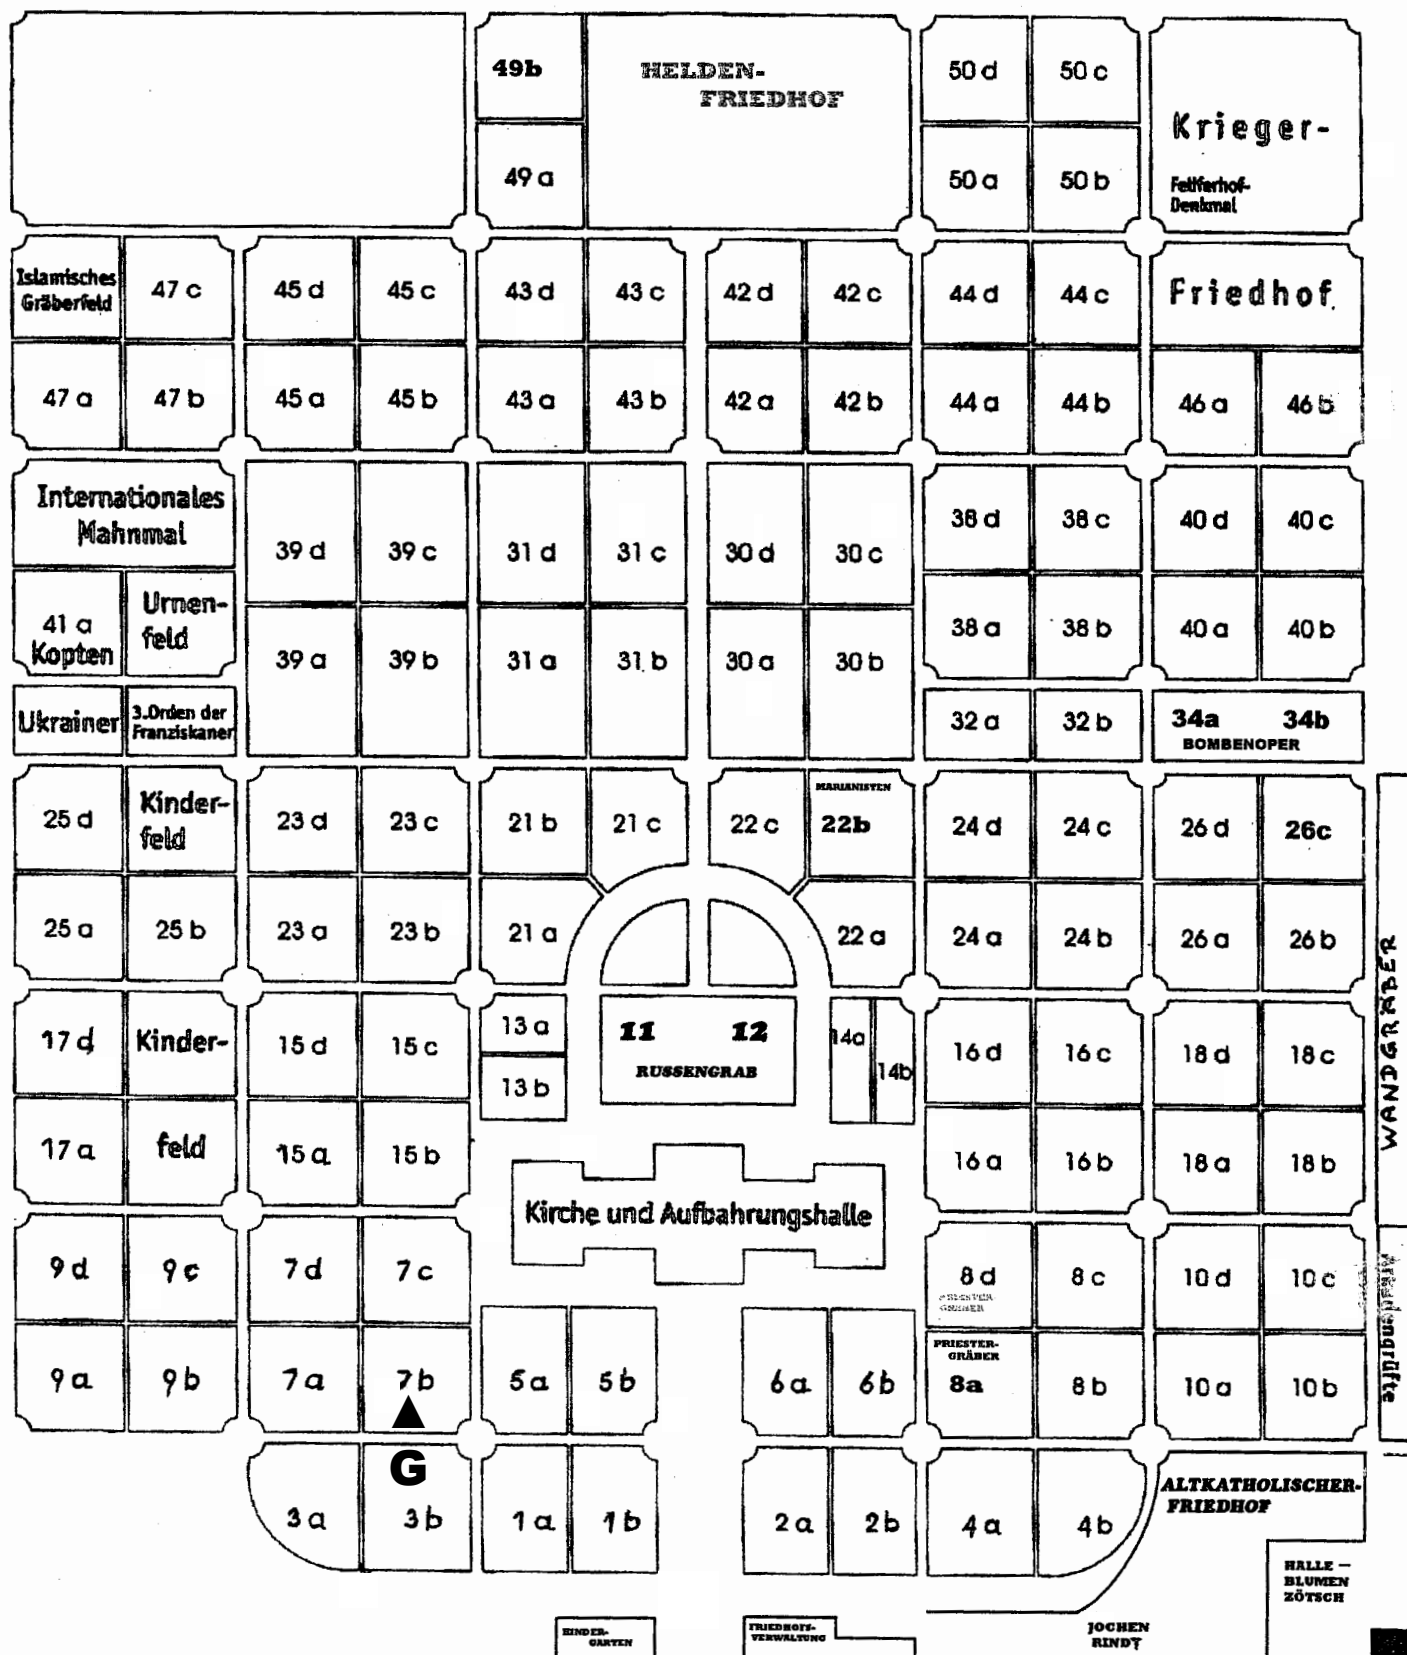 49b
HELDEN-
FRIEDHOF
50 d
50 c
Krieger-
49 a
50 a
50 b
Feliferhof-
Denkmal
Islamisches
Gräberfeld
47 c
45 d
45 c
43 d
43 c
42 d
42 c
44 d
44 c
Friedhof
47 a
47 b
45 a
45 b
43 a
43 b
42 a
42 b
44 a
44 b
46 a
46 b
Internationales
Mahnmal
39 d
39 c
31 d
31 c
30 d
30 c
38 d
38 c
40 d
40 c
41 a
Kopten
Urnen-
feld
39 a
39 b
31 a
31 b
30 a
30 b
38 a
38 b
40 a
40 b
Ukrainer
3.Orden der
Franziskaner
32 a
32 b
34a
34b
BOMBENOPER
25 d
Kinder-
feld
23 d
23 c
21 b
21 c
22 c
MARIANISTEN
22b
24 d
24 c
26 d
26c
25 a
25 b
23 a
23 b
21 a
22 a
24 a
24 b
26 a
26 b
WANDGRÄBER
17 d
Kinder-
15 d
15 c
13 a
13 b
11
12
RUSSENGRAB
14a
14b
16 d
16 c
18 d
18 c
17 a
feld
15 a
15 b
16 a
16 b
18 a
18 b
Kirche und Aufbahrungshalle
9 d
9 c
7 d
7 c
8 d
PRIESTER-
GRÄBER
8 c
10 d
10 c
9 a
9 b
7 a
7 b
5 a
5 b
6 a
6 b
PRIESTER-
GRÄBER
8a
8 b
10 a
10 b
G
3 a
3 b
1 a
1 b
2 a
2 b
4 a
4 b
ALTKATHOLISCHER-
FRIEDHOF
HALLE –
BLUMEN
ZÖTSCH
KINDER-
GARTEN
FRIEDHOFS-
VERWALTUNG
JOCHEN
RINDT